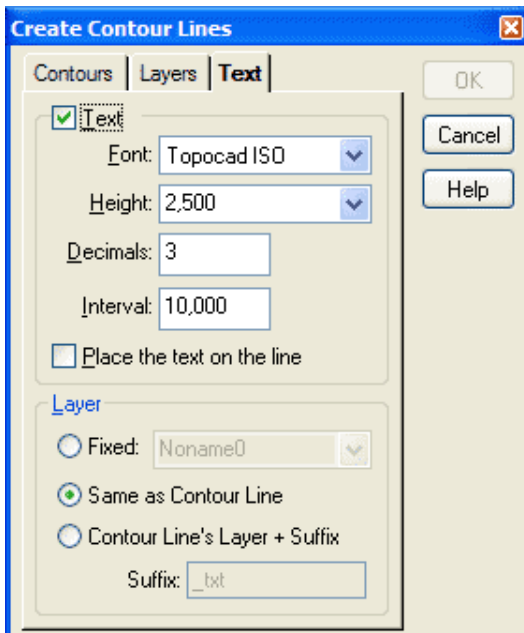 Create Contour Lines
Contours Layers Text
OK
Cancel
Help
Text
Font: Topocad ISO
Height: 2,500
Decimals: 3
Interval: 10,000
Place the text on the line
Layer
Fixed: Noname0
Same as Contour Line
Contour Line's Layer + Suffix
Suffix: _txt